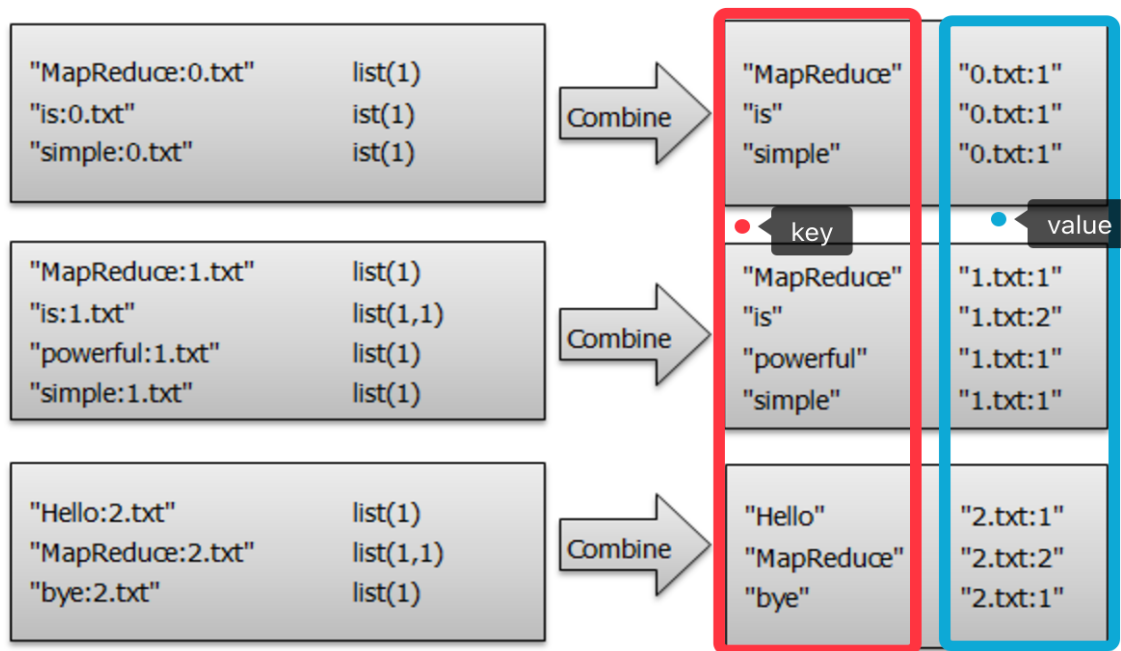 "MapReduce:0.txt" list(1)
"is:0.txt" ist(1)
"simple:0.txt" ist(1)
Combine
"MapReduce" "0.txt:1"
"is" "0.txt:1"
"simple" "0.txt:1"
key
value
"MapReduce:1.txt" list(1)
"is:1.txt" list(1,1)
"powerful:1.txt" list(1)
"simple:1.txt" list(1)
Combine
"MapReduce" "1.txt:1"
"is" "1.txt:2"
"powerful" "1.txt:1"
"simple" "1.txt:1"
"Hello:2.txt" list(1)
"MapReduce:2.txt" list(1,1)
"bye:2.txt" list(1)
Combine
"Hello" "2.txt:1"
"MapReduce" "2.txt:2"
"bye" "2.txt:1"